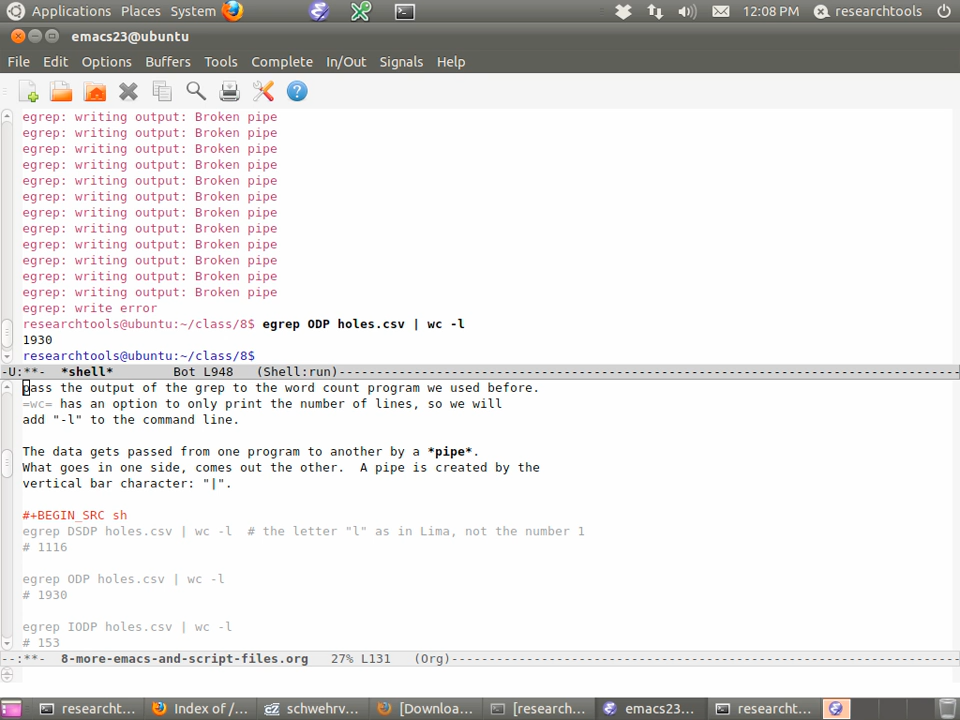 Applications Places System 12:08 PM researchtools
emacs23@ubuntu
File Edit Options Buffers Tools Complete In/Out Signals Help
egrep: writing output: Broken pipe
egrep: writing output: Broken pipe
egrep: writing output: Broken pipe
egrep: writing output: Broken pipe
egrep: writing output: Broken pipe
egrep: writing output: Broken pipe
egrep: writing output: Broken pipe
egrep: writing output: Broken pipe
egrep: writing output: Broken pipe
egrep: writing output: Broken pipe
egrep: writing output: Broken pipe
egrep: writing output: Broken pipe
egrep: write error
researchtools@ubuntu:~/class/8$ egrep ODP holes.csv | wc -l
1930
researchtools@ubuntu:~/class/8$
-U:**- *shell* Bot L948 (Shell:run)
pass the output of the grep to the word count program we used before.
=wc= has an option to only print the number of lines, so we will
add "-l" to the command line.
The data gets passed from one program to another by a *pipe*.
What goes in one side, comes out the other. A pipe is created by the
vertical bar character: "|".
#+BEGIN_SRC sh
egrep DSDP holes.csv | wc -l # the letter "l" as in Lima, not the number 1
# 1116
egrep ODP holes.csv | wc -l
# 1930
egrep IODP holes.csv | wc -l
# 153
--:**- 8-more-emacs-and-script-files.org 27% L131 (Org)
researcht... Index of /... schwehrv... [Downloa... [research... emacs23... researcht...